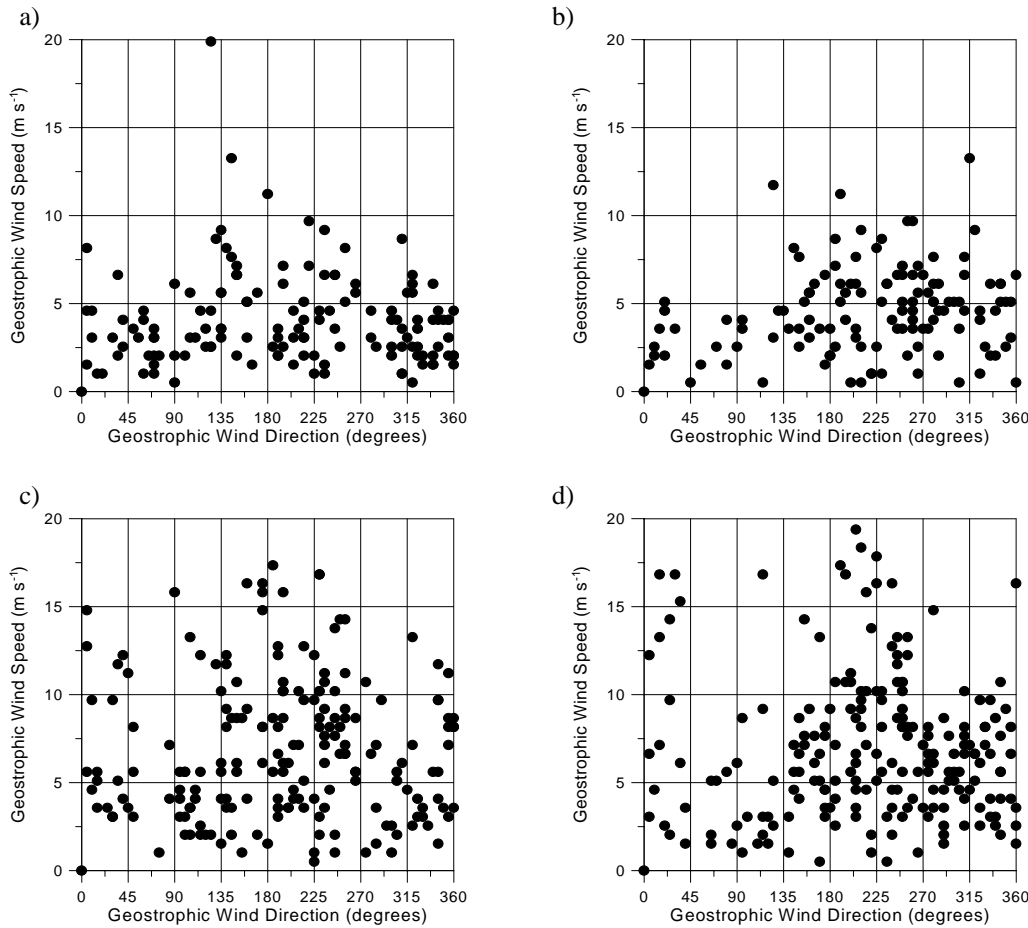 a)
20
15
10
5
0
Geostrophic Wind Speed (m s⁻¹)
0 45 90 135 180 225 270 315 360
Geostrophic Wind Direction (degrees)
b)
20
15
10
5
0
Geostrophic Wind Speed (m s⁻¹)
0 45 90 135 180 225 270 315 360
Geostrophic Wind Direction (degrees)
c)
20
15
10
5
0
Geostrophic Wind Speed (m s⁻¹)
0 45 90 135 180 225 270 315 360
Geostrophic Wind Direction (degrees)
d)
20
15
10
5
0
Geostrophic Wind Speed (m s⁻¹)
0 45 90 135 180 225 270 315 360
Geostrophic Wind Direction (degrees)